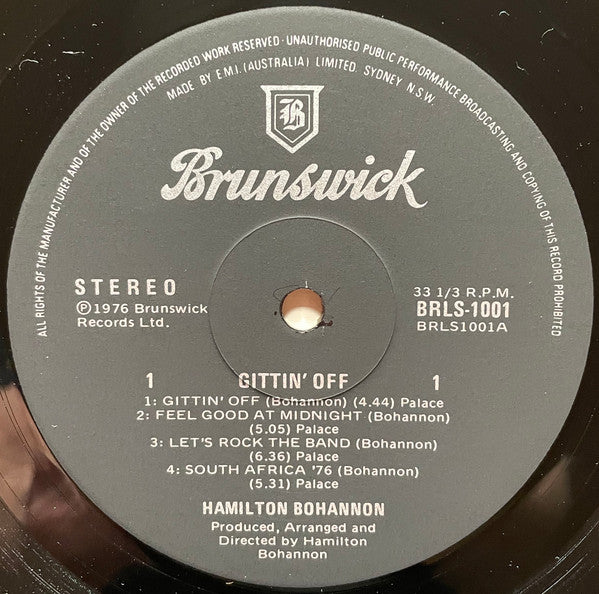 ALL RIGHTS OF THE MANUFACTURER AND OF THE OWNER OF THE RECORDED WORK RESERVED · UNAUTHORISED PUBLIC PERFORMANCE BROADCASTING AND COPYING OF THIS RECORD PROHIBITED
MADE BY E.M.I. (AUSTRALIA) LIMITED. SYDNEY N.S.W.
B
Brunswick
STEREO
Ⓟ1976 Brunswick
Records Ltd.
33 1/3 R.P.M.
BRLS-1001
BRLS1001A
1 GITTIN' OFF 1
1: GITTIN' OFF (Bohannon) (4.44) Palace
2: FEEL GOOD AT MIDNIGHT (Bohannon)
(5.05) Palace
3: LET'S ROCK THE BAND (Bohannon)
(6.36) Palace
4: SOUTH AFRICA '76 (Bohannon)
(5.31) Palace
HAMILTON BOHANNON
Produced, Arranged and
Directed by Hamilton
Bohannon